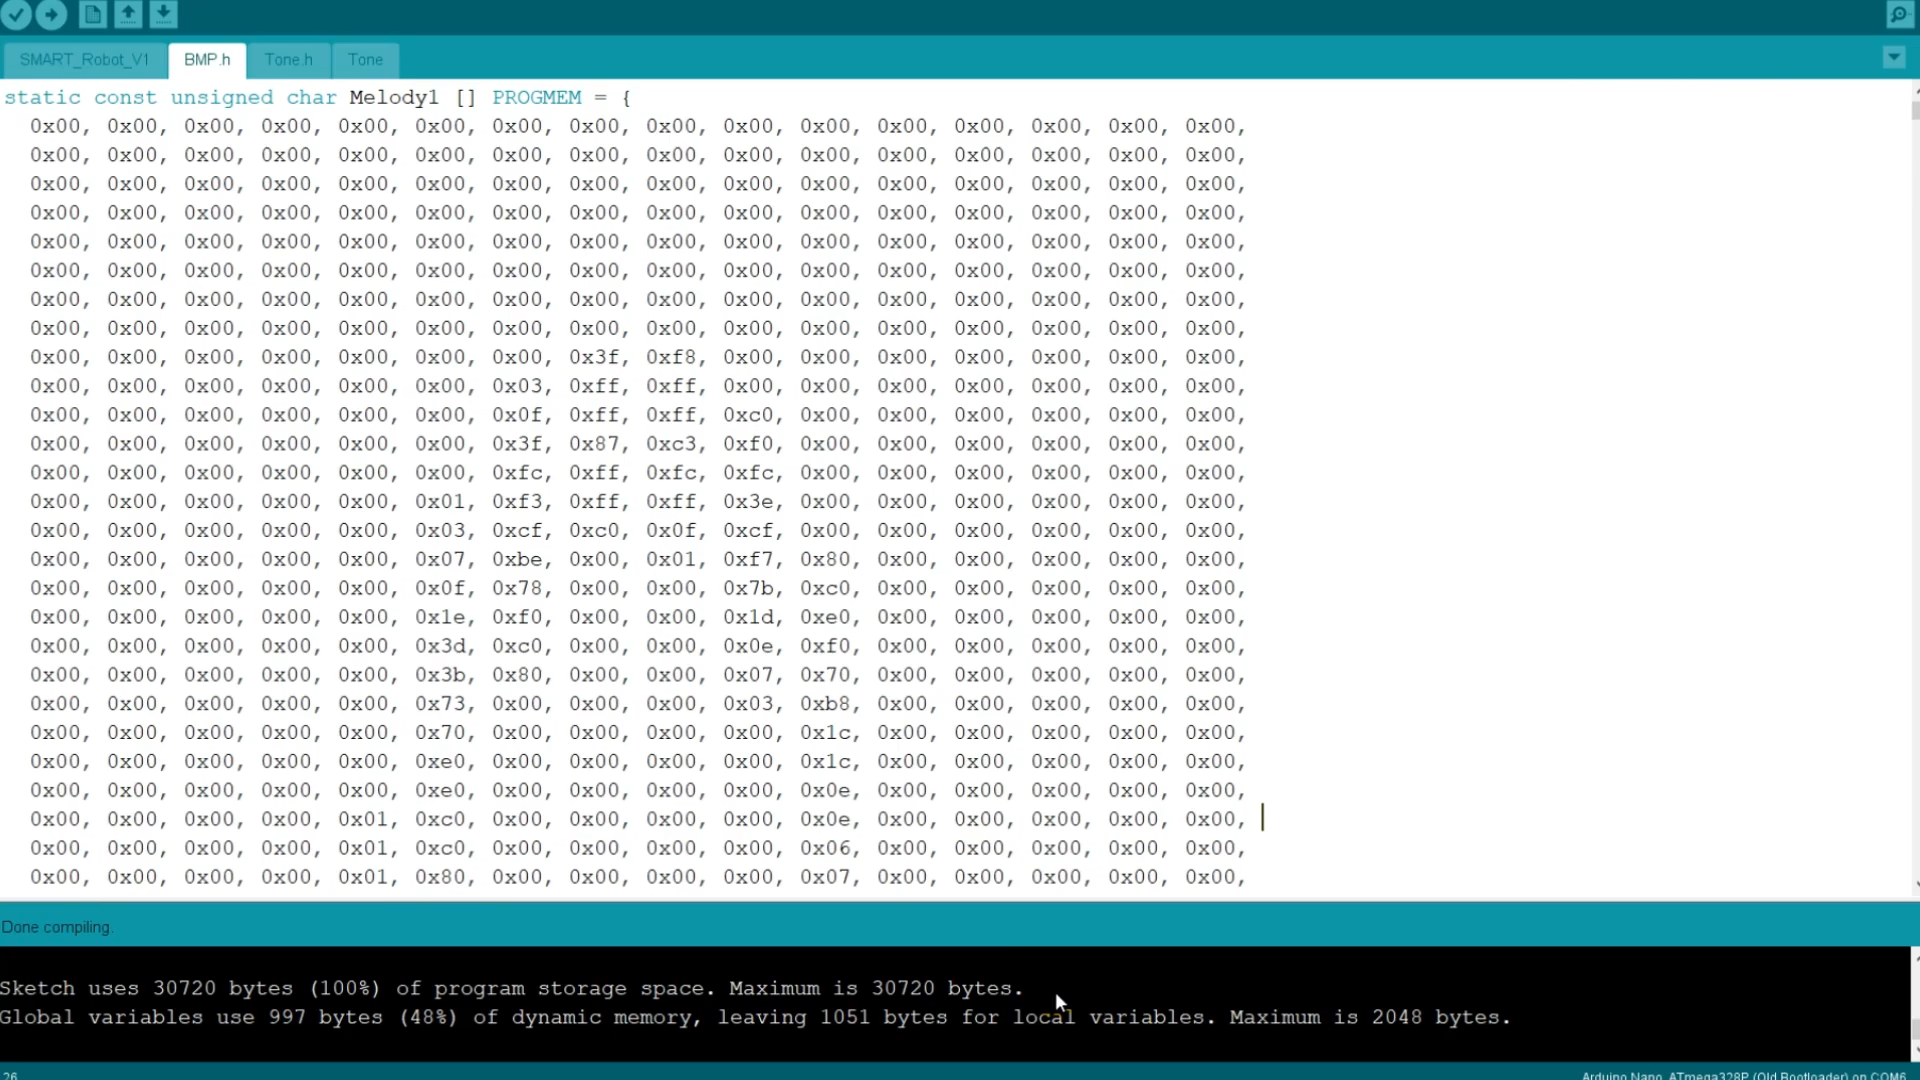 SMART_Robot_V1 BMP.h Tone.h Tone
static const unsigned char Melody1 [] PROGMEM = {
0x00, 0x00, 0x00, 0x00, 0x00, 0x00, 0x00, 0x00, 0x00, 0x00, 0x00, 0x00, 0x00, 0x00, 0x00, 0x00,
0x00, 0x00, 0x00, 0x00, 0x00, 0x00, 0x00, 0x00, 0x00, 0x00, 0x00, 0x00, 0x00, 0x00, 0x00, 0x00,
0x00, 0x00, 0x00, 0x00, 0x00, 0x00, 0x00, 0x00, 0x00, 0x00, 0x00, 0x00, 0x00, 0x00, 0x00, 0x00,
0x00, 0x00, 0x00, 0x00, 0x00, 0x00, 0x00, 0x00, 0x00, 0x00, 0x00, 0x00, 0x00, 0x00, 0x00, 0x00,
0x00, 0x00, 0x00, 0x00, 0x00, 0x00, 0x00, 0x00, 0x00, 0x00, 0x00, 0x00, 0x00, 0x00, 0x00, 0x00,
0x00, 0x00, 0x00, 0x00, 0x00, 0x00, 0x00, 0x00, 0x00, 0x00, 0x00, 0x00, 0x00, 0x00, 0x00, 0x00,
0x00, 0x00, 0x00, 0x00, 0x00, 0x00, 0x00, 0x00, 0x00, 0x00, 0x00, 0x00, 0x00, 0x00, 0x00, 0x00,
0x00, 0x00, 0x00, 0x00, 0x00, 0x00, 0x00, 0x00, 0x00, 0x00, 0x00, 0x00, 0x00, 0x00, 0x00, 0x00,
0x00, 0x00, 0x00, 0x00, 0x00, 0x00, 0x00, 0x3f, 0xf8, 0x00, 0x00, 0x00, 0x00, 0x00, 0x00, 0x00,
0x00, 0x00, 0x00, 0x00, 0x00, 0x00, 0x03, 0xff, 0xff, 0x00, 0x00, 0x00, 0x00, 0x00, 0x00, 0x00,
0x00, 0x00, 0x00, 0x00, 0x00, 0x00, 0x0f, 0xff, 0xff, 0xc0, 0x00, 0x00, 0x00, 0x00, 0x00, 0x00,
0x00, 0x00, 0x00, 0x00, 0x00, 0x00, 0x3f, 0x87, 0xc3, 0xf0, 0x00, 0x00, 0x00, 0x00, 0x00, 0x00,
0x00, 0x00, 0x00, 0x00, 0x00, 0x00, 0xfc, 0xff, 0xfc, 0xfc, 0x00, 0x00, 0x00, 0x00, 0x00, 0x00,
0x00, 0x00, 0x00, 0x00, 0x00, 0x01, 0xf3, 0xff, 0xff, 0x3e, 0x00, 0x00, 0x00, 0x00, 0x00, 0x00,
0x00, 0x00, 0x00, 0x00, 0x00, 0x03, 0xcf, 0xc0, 0x0f, 0xcf, 0x00, 0x00, 0x00, 0x00, 0x00, 0x00,
0x00, 0x00, 0x00, 0x00, 0x00, 0x07, 0xbe, 0x00, 0x01, 0xf7, 0x80, 0x00, 0x00, 0x00, 0x00, 0x00,
0x00, 0x00, 0x00, 0x00, 0x00, 0x0f, 0x78, 0x00, 0x00, 0x7b, 0xc0, 0x00, 0x00, 0x00, 0x00, 0x00,
0x00, 0x00, 0x00, 0x00, 0x00, 0x1e, 0xf0, 0x00, 0x00, 0x1d, 0xe0, 0x00, 0x00, 0x00, 0x00, 0x00,
0x00, 0x00, 0x00, 0x00, 0x00, 0x3d, 0xc0, 0x00, 0x00, 0x0e, 0xf0, 0x00, 0x00, 0x00, 0x00, 0x00,
0x00, 0x00, 0x00, 0x00, 0x00, 0x3b, 0x80, 0x00, 0x00, 0x07, 0x70, 0x00, 0x00, 0x00, 0x00, 0x00,
0x00, 0x00, 0x00, 0x00, 0x00, 0x73, 0x00, 0x00, 0x00, 0x03, 0xb8, 0x00, 0x00, 0x00, 0x00, 0x00,
0x00, 0x00, 0x00, 0x00, 0x00, 0x70, 0x00, 0x00, 0x00, 0x00, 0x1c, 0x00, 0x00, 0x00, 0x00, 0x00,
0x00, 0x00, 0x00, 0x00, 0x00, 0xe0, 0x00, 0x00, 0x00, 0x00, 0x1c, 0x00, 0x00, 0x00, 0x00, 0x00,
0x00, 0x00, 0x00, 0x00, 0x00, 0xe0, 0x00, 0x00, 0x00, 0x00, 0x0e, 0x00, 0x00, 0x00, 0x00, 0x00,
0x00, 0x00, 0x00, 0x00, 0x01, 0xc0, 0x00, 0x00, 0x00, 0x00, 0x0e, 0x00, 0x00, 0x00, 0x00, 0x00,
0x00, 0x00, 0x00, 0x00, 0x01, 0xc0, 0x00, 0x00, 0x00, 0x00, 0x06, 0x00, 0x00, 0x00, 0x00, 0x00,
0x00, 0x00, 0x00, 0x00, 0x01, 0x80, 0x00, 0x00, 0x00, 0x00, 0x07, 0x00, 0x00, 0x00, 0x00, 0x00,
Done compiling.
Sketch uses 30720 bytes (100%) of program storage space. Maximum is 30720 bytes.
Global variables use 997 bytes (48%) of dynamic memory, leaving 1051 bytes for local variables. Maximum is 2048 bytes.
26 Arduino Nano, ATmega328P (Old Bootloader) on COM6